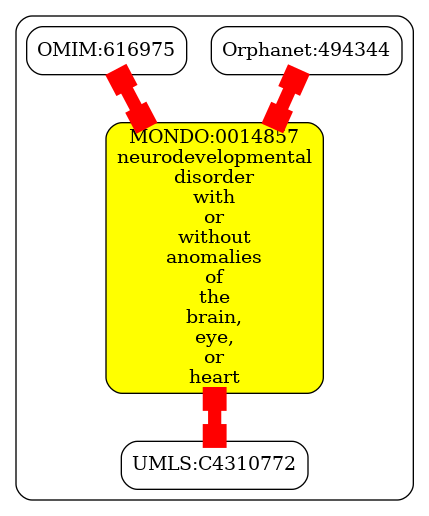 OMIM:616975
Orphanet:494344
MONDO:0014857
neurodevelopmental
disorder
with
or
without
anomalies
of
the
brain,
eye,
or
heart
UMLS:C4310772